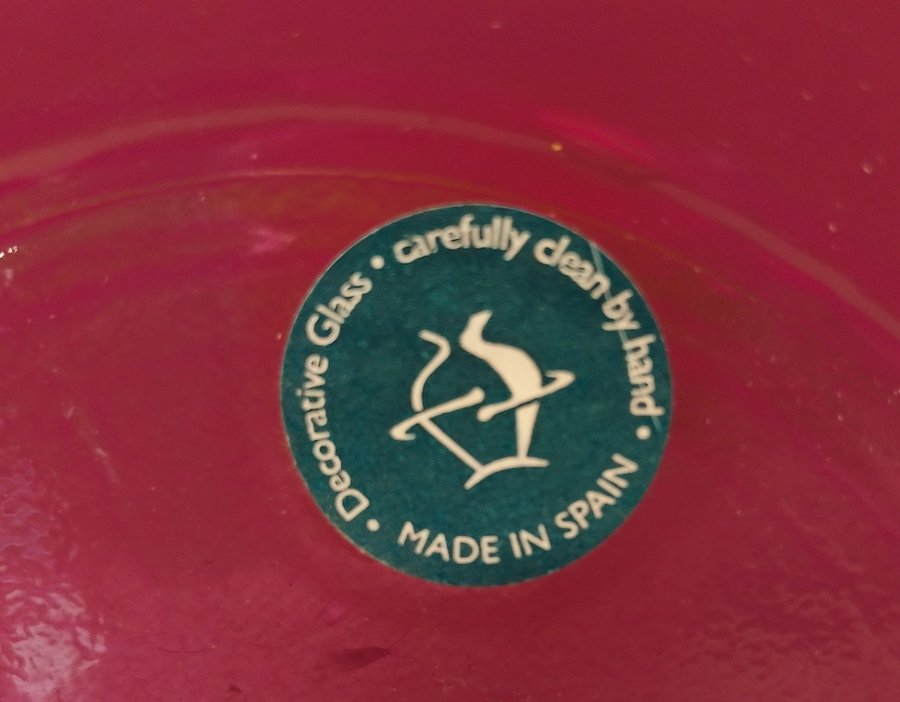 Decorative Glass • carefully clean by hand •
MADE IN SPAIN •